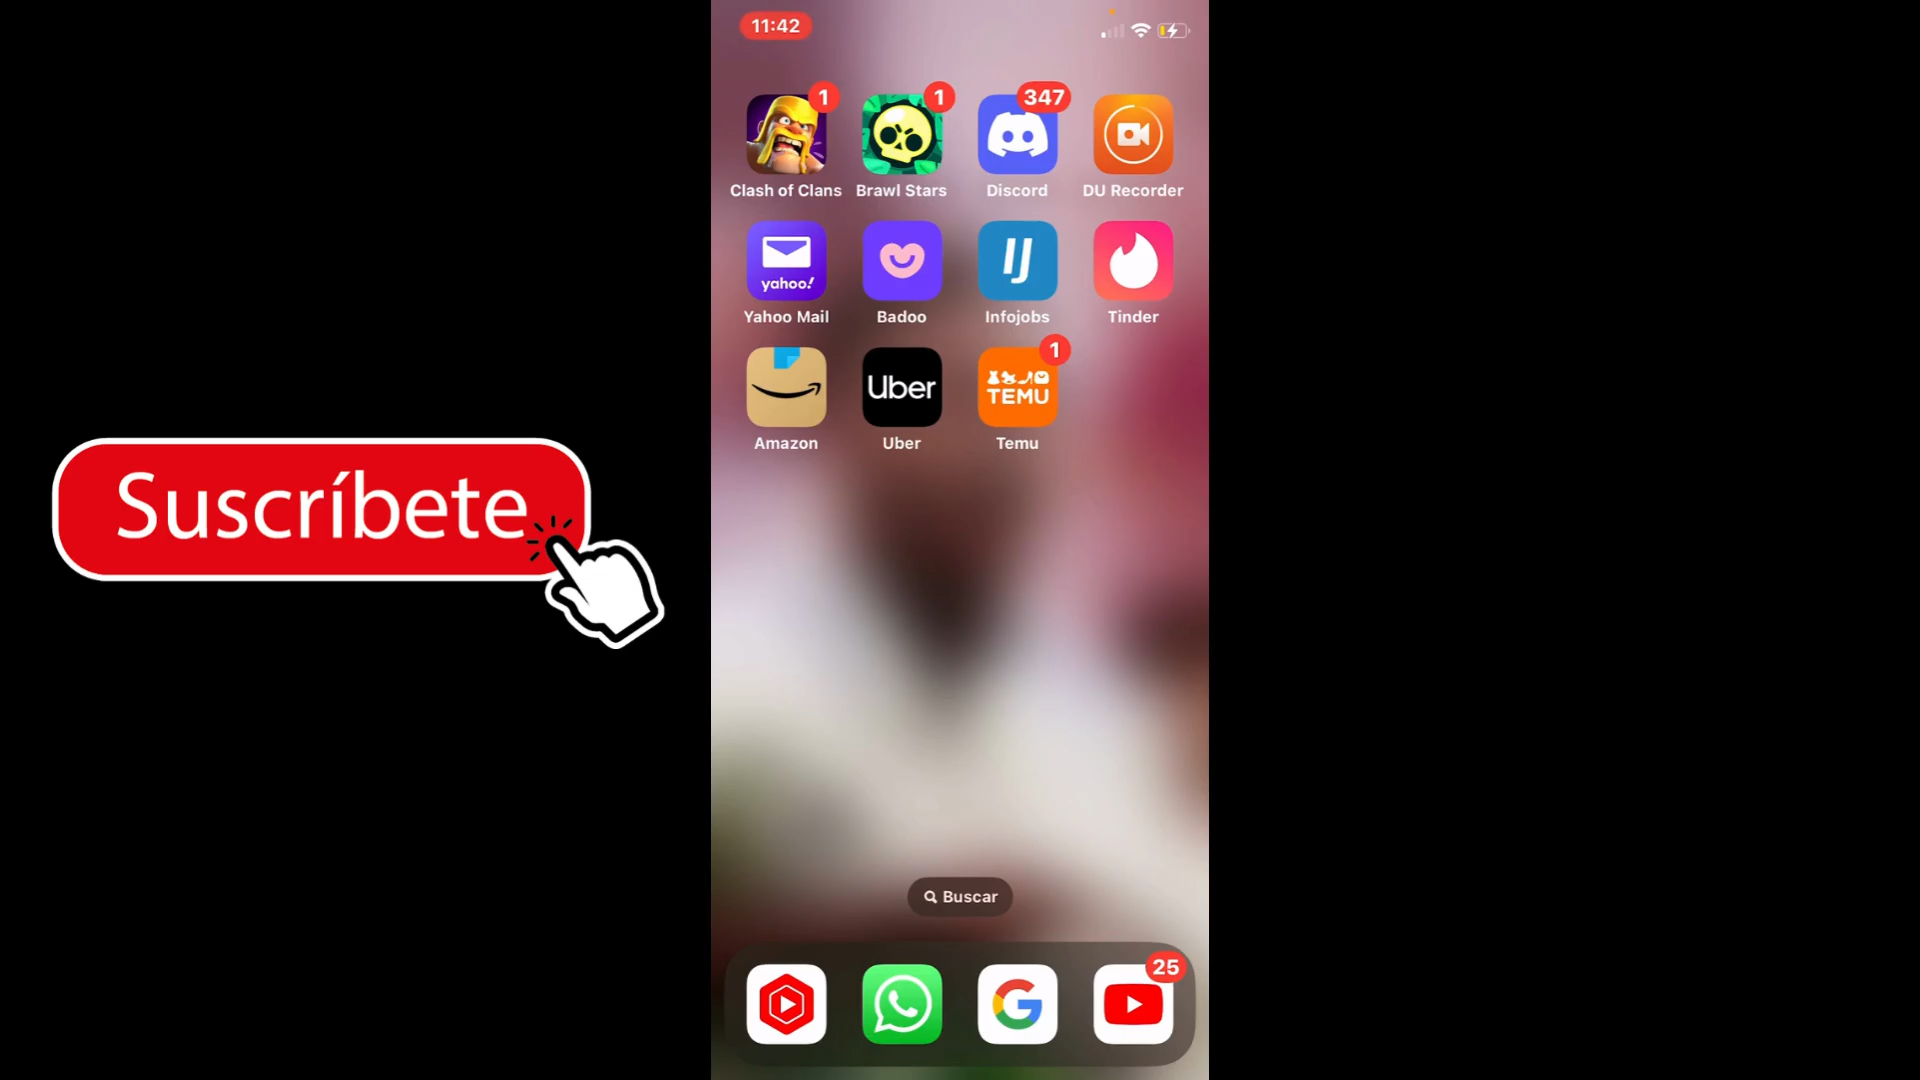 11:42
1
1
347
Clash of Clans
Brawl Stars
Discord
DU Recorder
yahoo!
IJ
Yahoo Mail
Badoo
Infojobs
Tinder
1
Uber
TEMU
Amazon
Uber
Temu
Suscríbete
Buscar
25
G